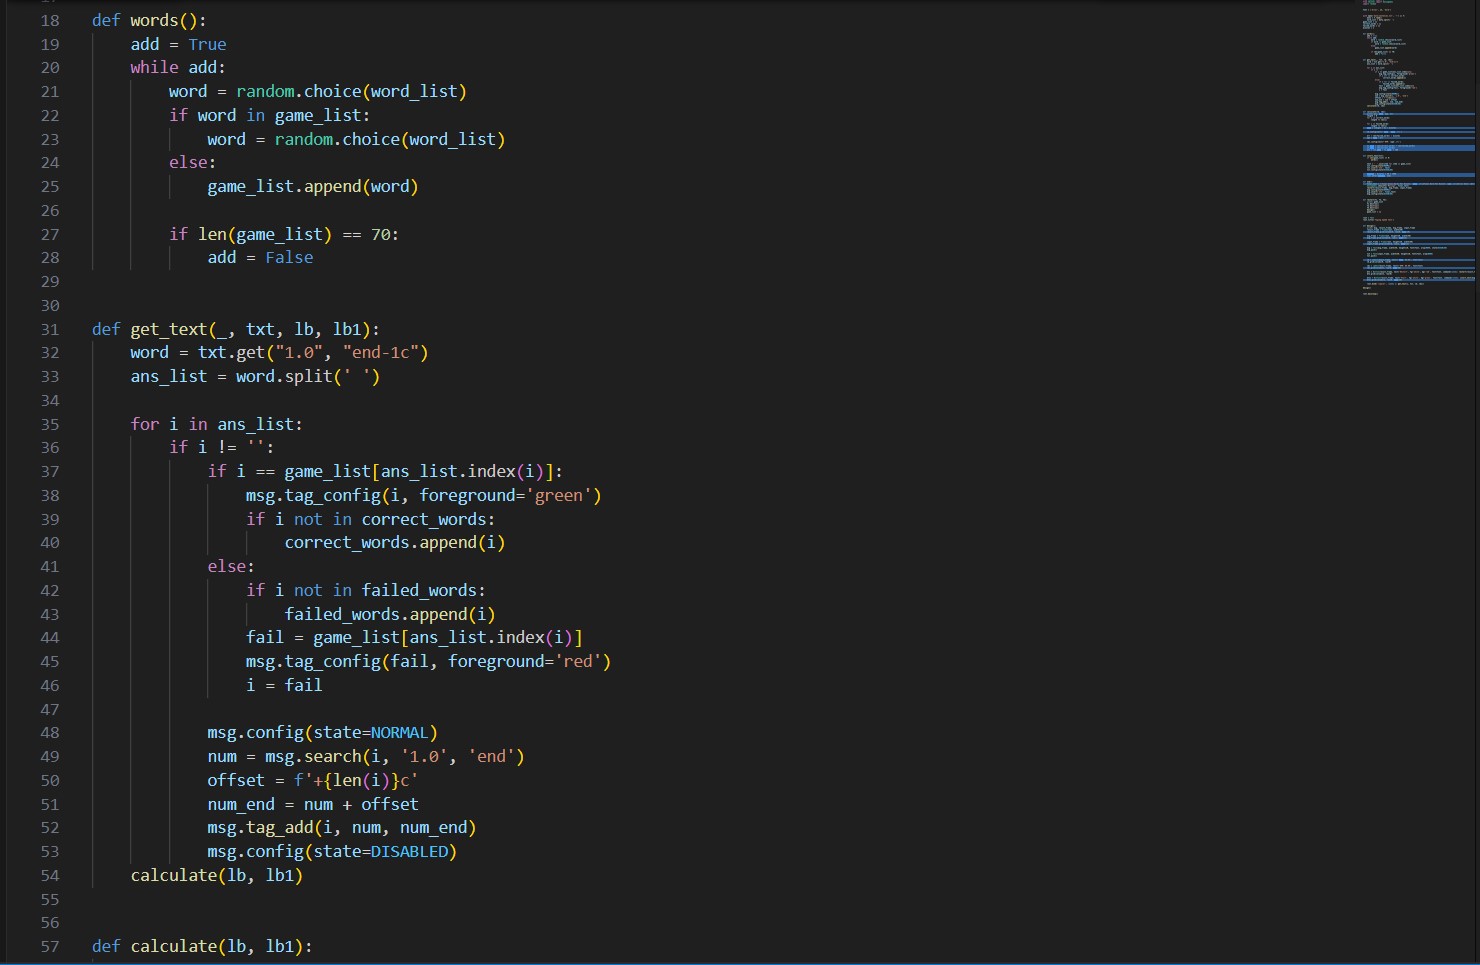 18 def words():
19     add = True
20     while add:
21         word = random.choice(word_list)
22         if word in game_list:
23             word = random.choice(word_list)
24         else:
25             game_list.append(word)
26
27         if len(game_list) == 70:
28             add = False
29
30
31 def get_text(_, txt, lb, lb1):
32     word = txt.get("1.0", "end-1c")
33     ans_list = word.split(' ')
34
35     for i in ans_list:
36         if i != '':
37             if i == game_list[ans_list.index(i)]:
38                 msg.tag_config(i, foreground='green')
39                 if i not in correct_words:
40                     correct_words.append(i)
41             else:
42                 if i not in failed_words:
43                     failed_words.append(i)
44                 fail = game_list[ans_list.index(i)]
45                 msg.tag_config(fail, foreground='red')
46                 i = fail
47
48             msg.config(state=NORMAL)
49             num = msg.search(i, '1.0', 'end')
50             offset = f'+{len(i)}c'
51             num_end = num + offset
52             msg.tag_add(i, num, num_end)
53             msg.config(state=DISABLED)
54     calculate(lb, lb1)
55
56
57 def calculate(lb, lb1):